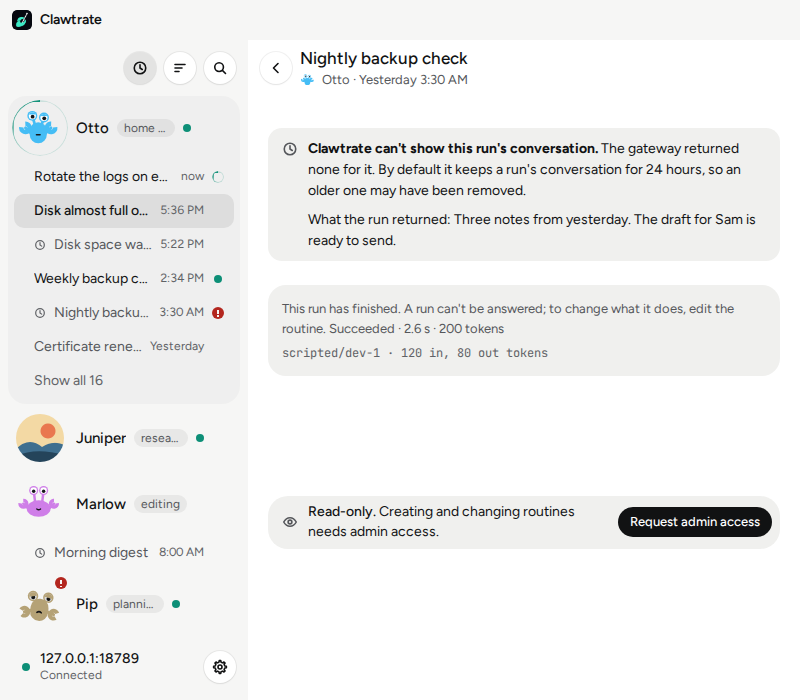 Clawtrate
Otto
home ...
Rotate the logs on e...
now
Disk almost full o...
5:36 PM
Disk space wa...
5:22 PM
Weekly backup c...
2:34 PM
Nightly backu...
3:30 AM
Certificate rene...
Yesterday
Show all 16
Juniper
resea...
Marlow
editing
Morning digest
8:00 AM
Pip
planni...
127.0.0.1:18789
Connected
Nightly backup check
Otto · Yesterday 3:30 AM
Clawtrate can't show this run's conversation. The gateway returned
none for it. By default it keeps a run's conversation for 24 hours, so an
older one may have been removed.
What the run returned: Three notes from yesterday. The draft for Sam is
ready to send.
This run has finished. A run can't be answered; to change what it does, edit the
routine. Succeeded · 2.6 s · 200 tokens
scripted/dev-1 · 120 in, 80 out tokens
Read-only. Creating and changing routines
needs admin access.
Request admin access